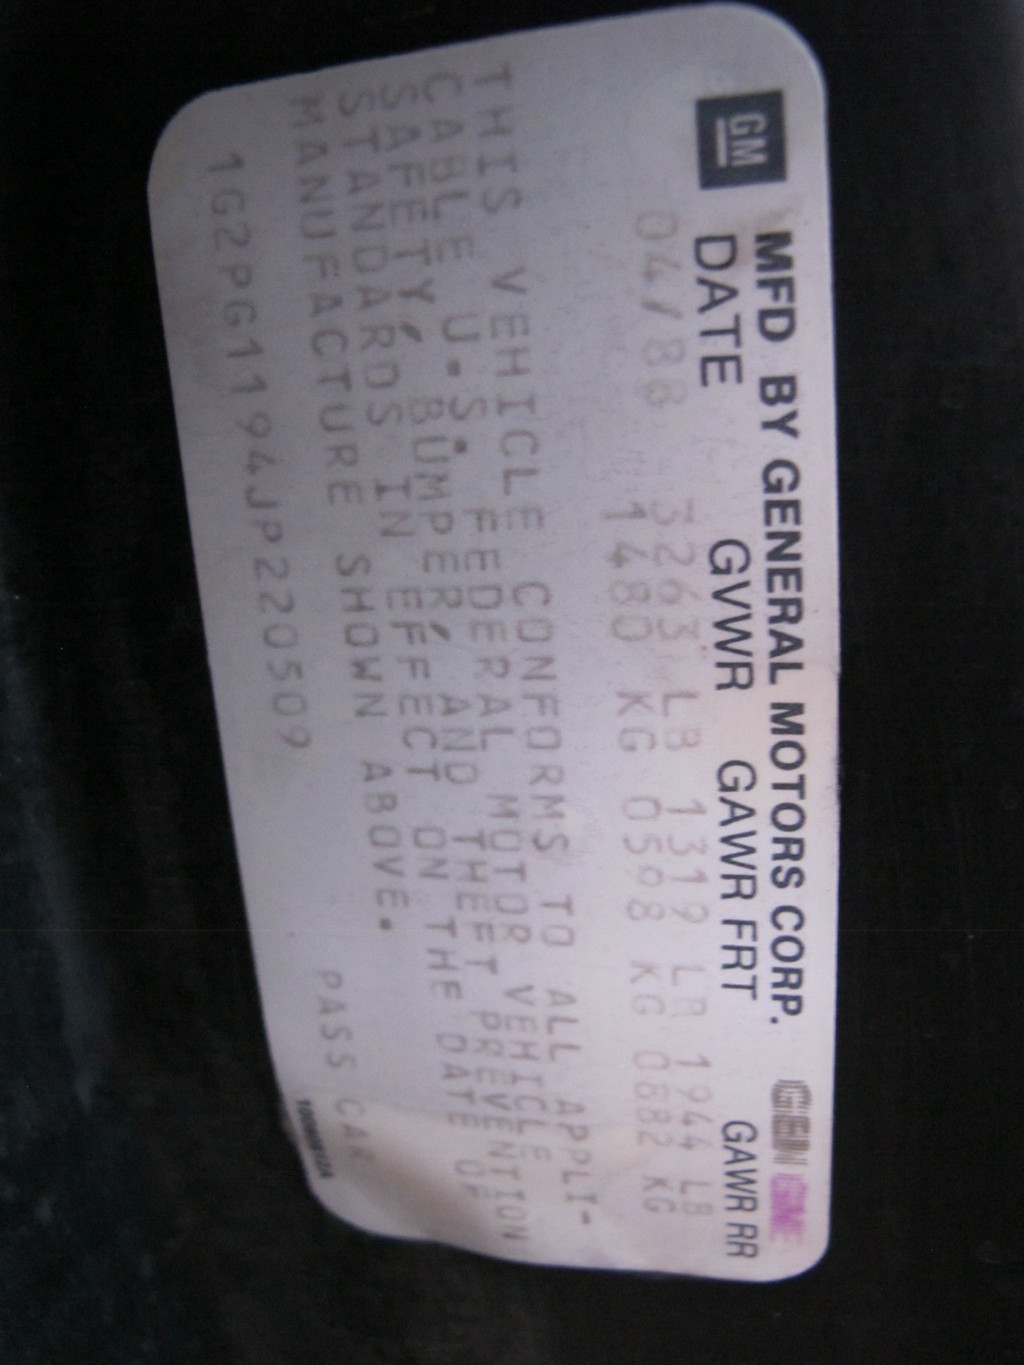 GM
MFD BY GENERAL MOTORS CORP.
DATE GVWR GAWR FRT GAWR RR
04/88 3263 LB 1319 LB 1944 LB
1480 KG 0598 KG 0882 KG
THIS VEHICLE CONFORMS TO ALL APPLI-
CABLE U.S. FEDERAL MOTOR VEHICLE
SAFETY, BUMPER, AND THEFT PREVENTION
STANDARDS IN EFFECT ON THE DATE OF
MANUFACTURE SHOWN ABOVE.
1G2PG1194JP220509 PASS CAR